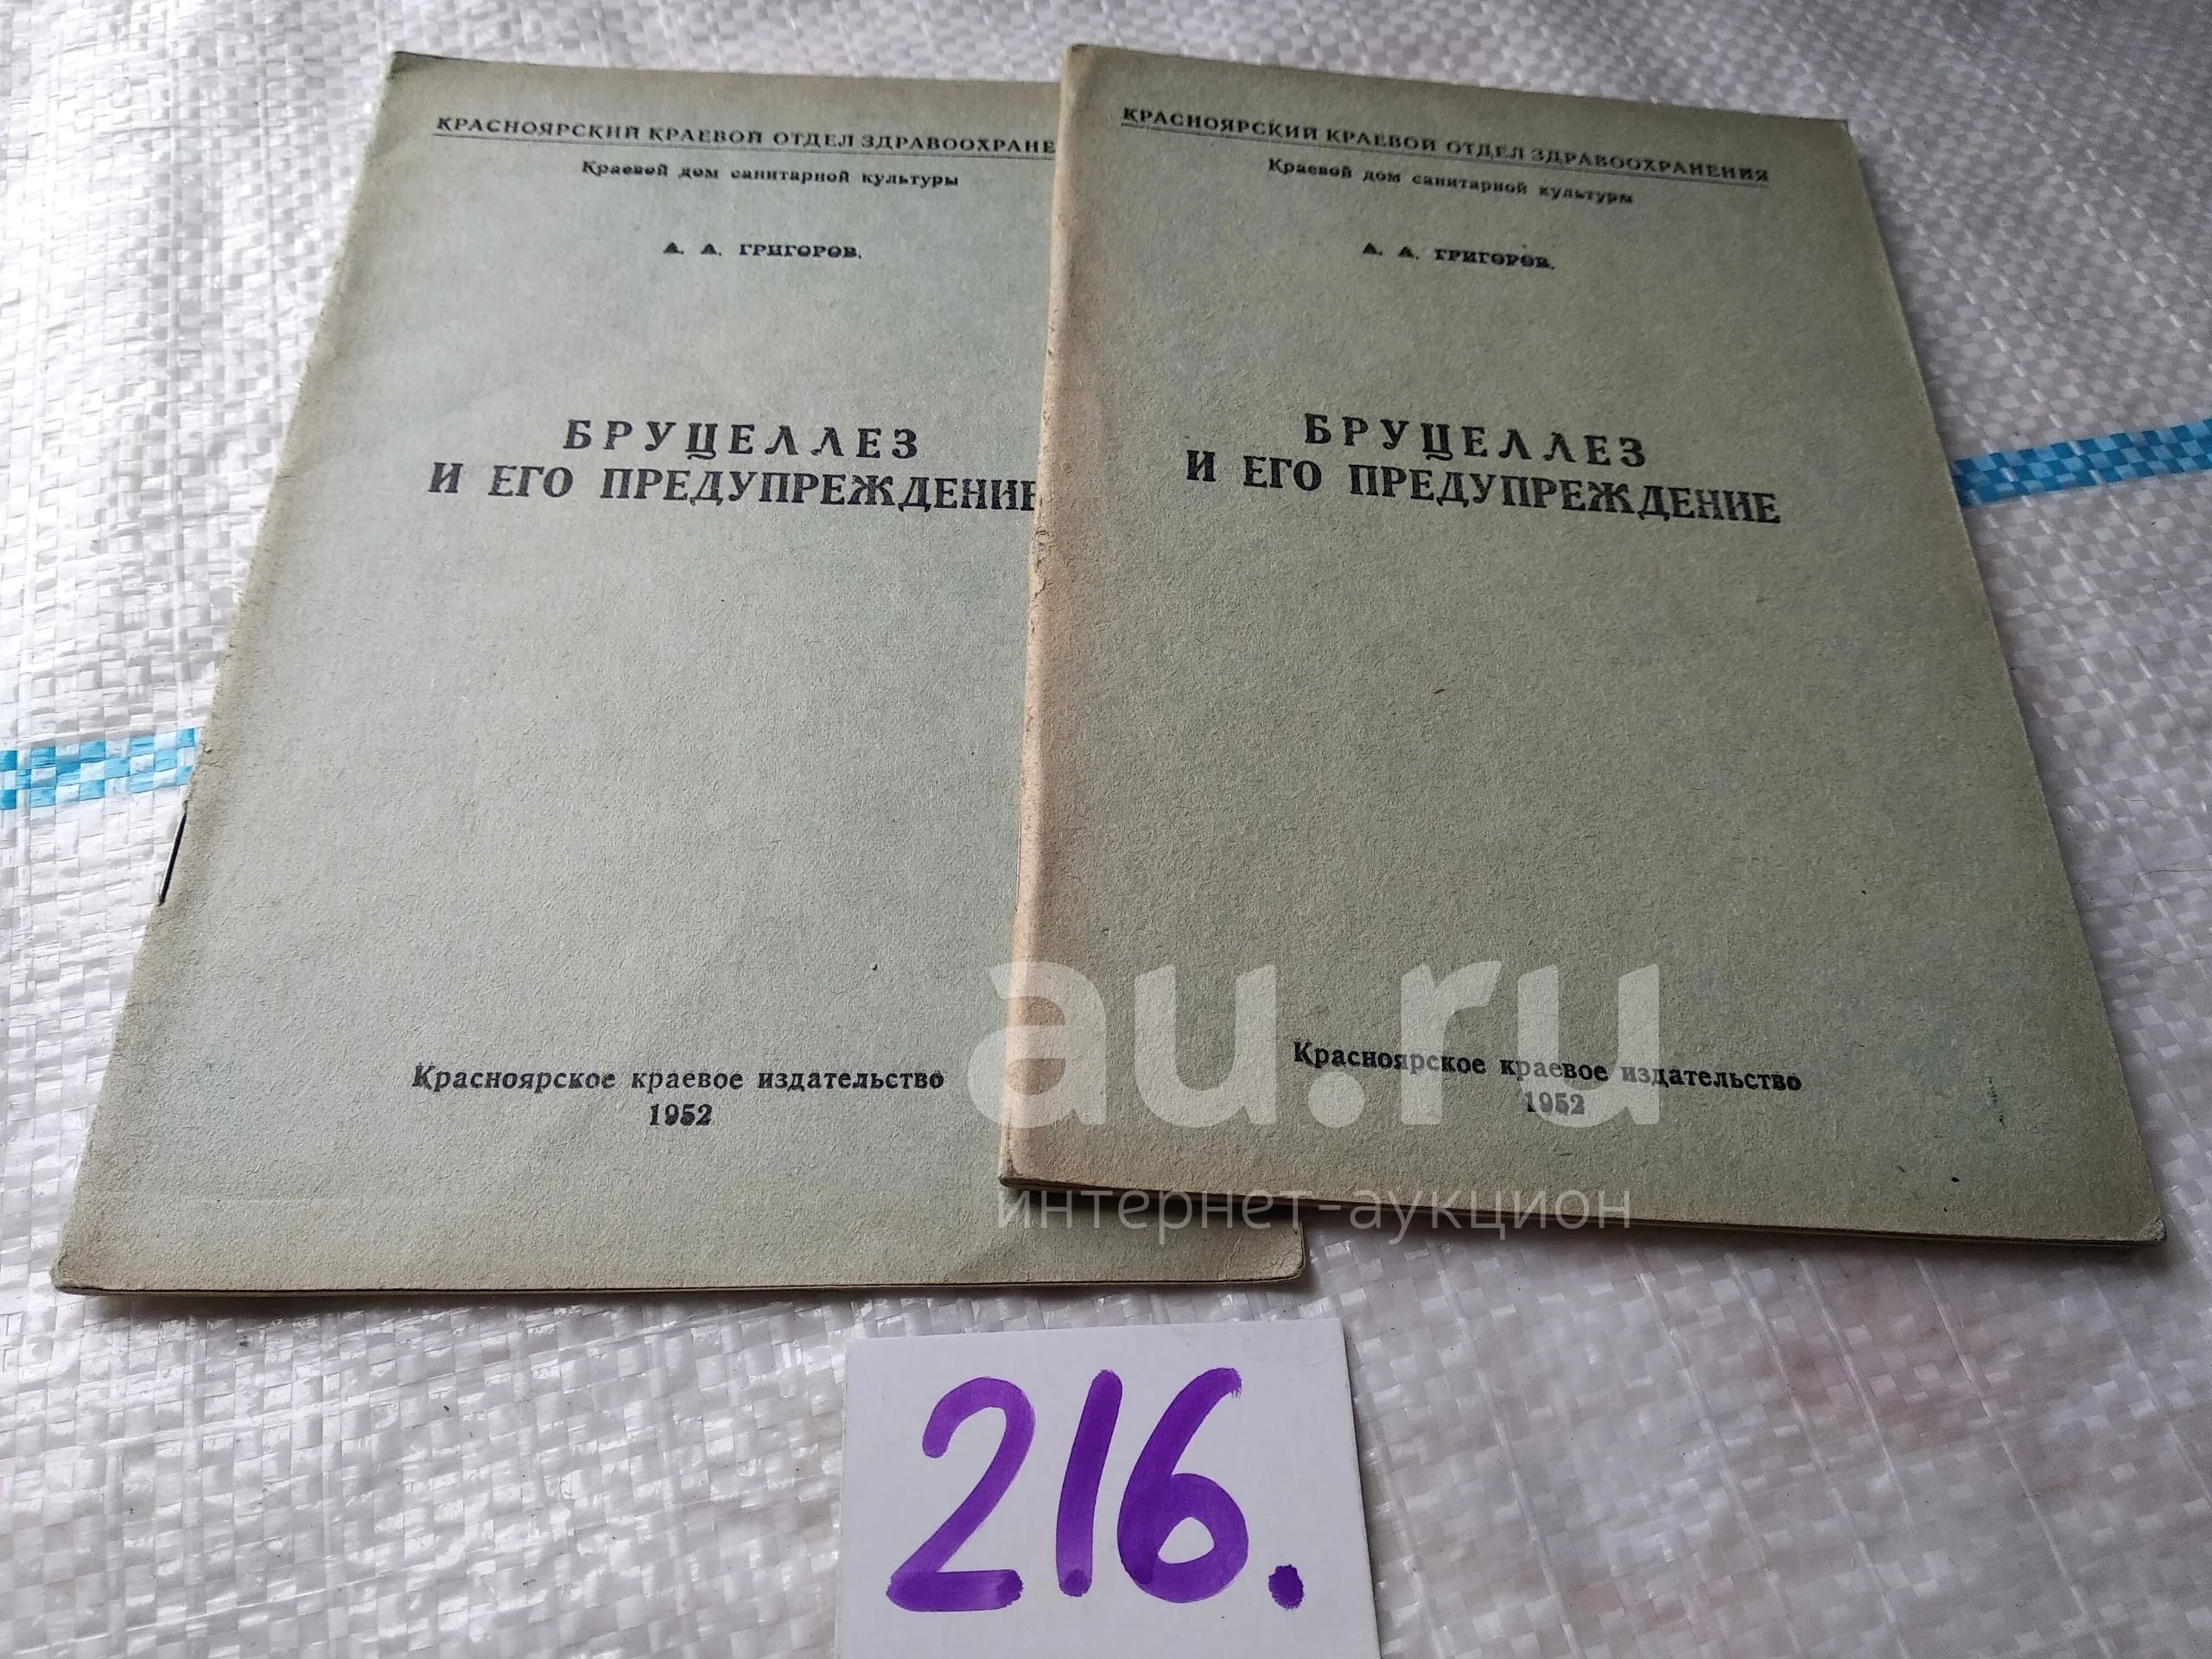 КРАСНОЯРСКИЙ КРАЕВОЙ ОТДЕЛ ЗДРАВООХРАНЕ
Краевой дом санитарной культуры
А. А. ГРИГОРОВ.
БРУЦЕЛЛЕЗ
И ЕГО ПРЕДУПРЕЖДЕНИЕ
Красноярское краевое издательство
1952
КРАСНОЯРСКИЙ КРАЕВОЙ ОТДЕЛ ЗДРАВООХРАНЕНИЯ
Краевой дом санитарной культуры
А. А. ГРИГОРОВ.
БРУЦЕЛЛЕЗ
И ЕГО ПРЕДУПРЕЖДЕНИЕ
Красноярское краевое издательство
1952
au.ru
интернет-аукцион
216.